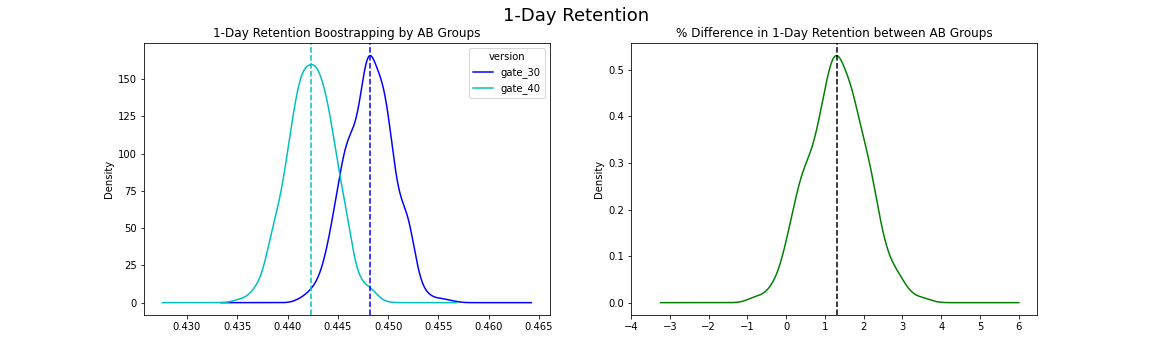 1-Day Retention
1-Day Retention Boostrapping by AB Groups
Density
150
125
100
75
50
25
0
0.430 0.435 0.440 0.445 0.450 0.455 0.460 0.465
version
gate_30
gate_40
% Difference in 1-Day Retention between AB Groups
Density
0.5
0.4
0.3
0.2
0.1
0.0
−4 −3 −2 −1 0 1 2 3 4 5 6